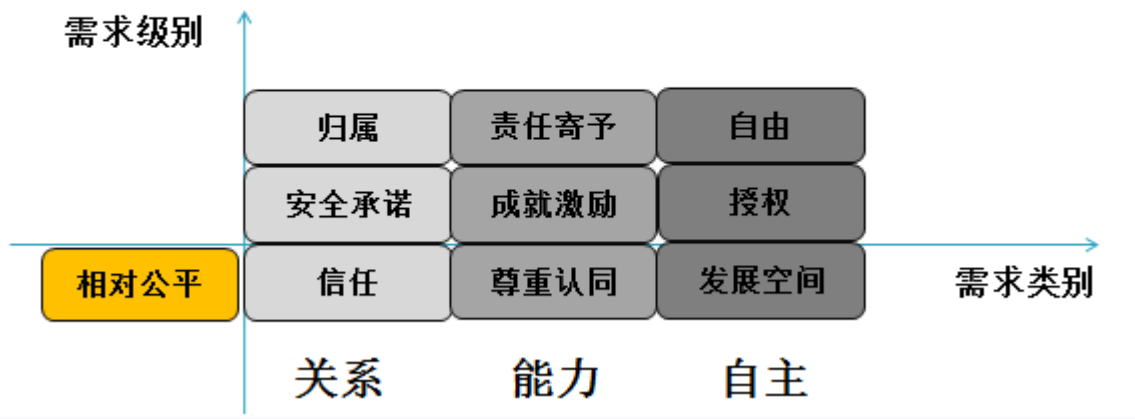 需求级别
归属 责任寄予 自由
安全承诺 成就激励 授权
相对公平 信任 尊重认同 发展空间 需求类别
关系 能力 自主